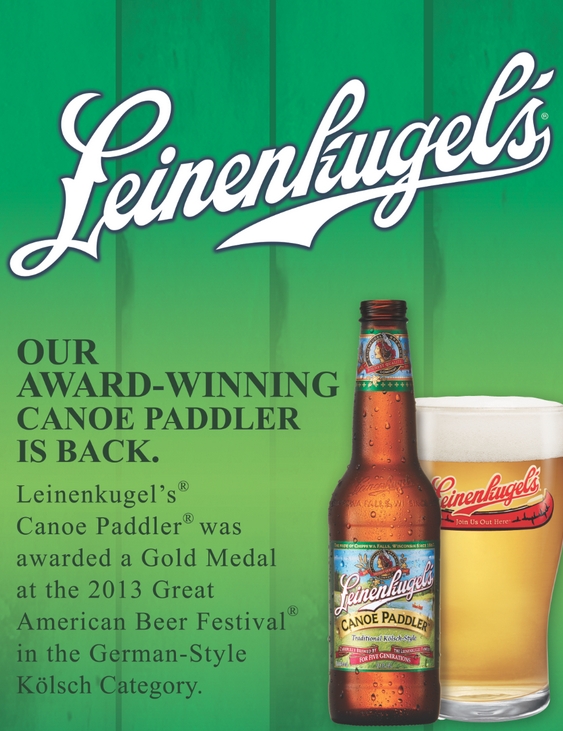 Leinenkugel's®
OUR
AWARD-WINNING
CANOE PADDLER
IS BACK.
Leinenkugel's®
Canoe Paddler® was
awarded a Gold Medal
at the 2013 Great
American Beer Festival®
in the German-Style
Kölsch Category.
Leinenkugel's
Join Us Out Here
Leinenkugel's
CANOE PADDLER
Traditional Kölsch Style
FOR FIVE GENERATIONS